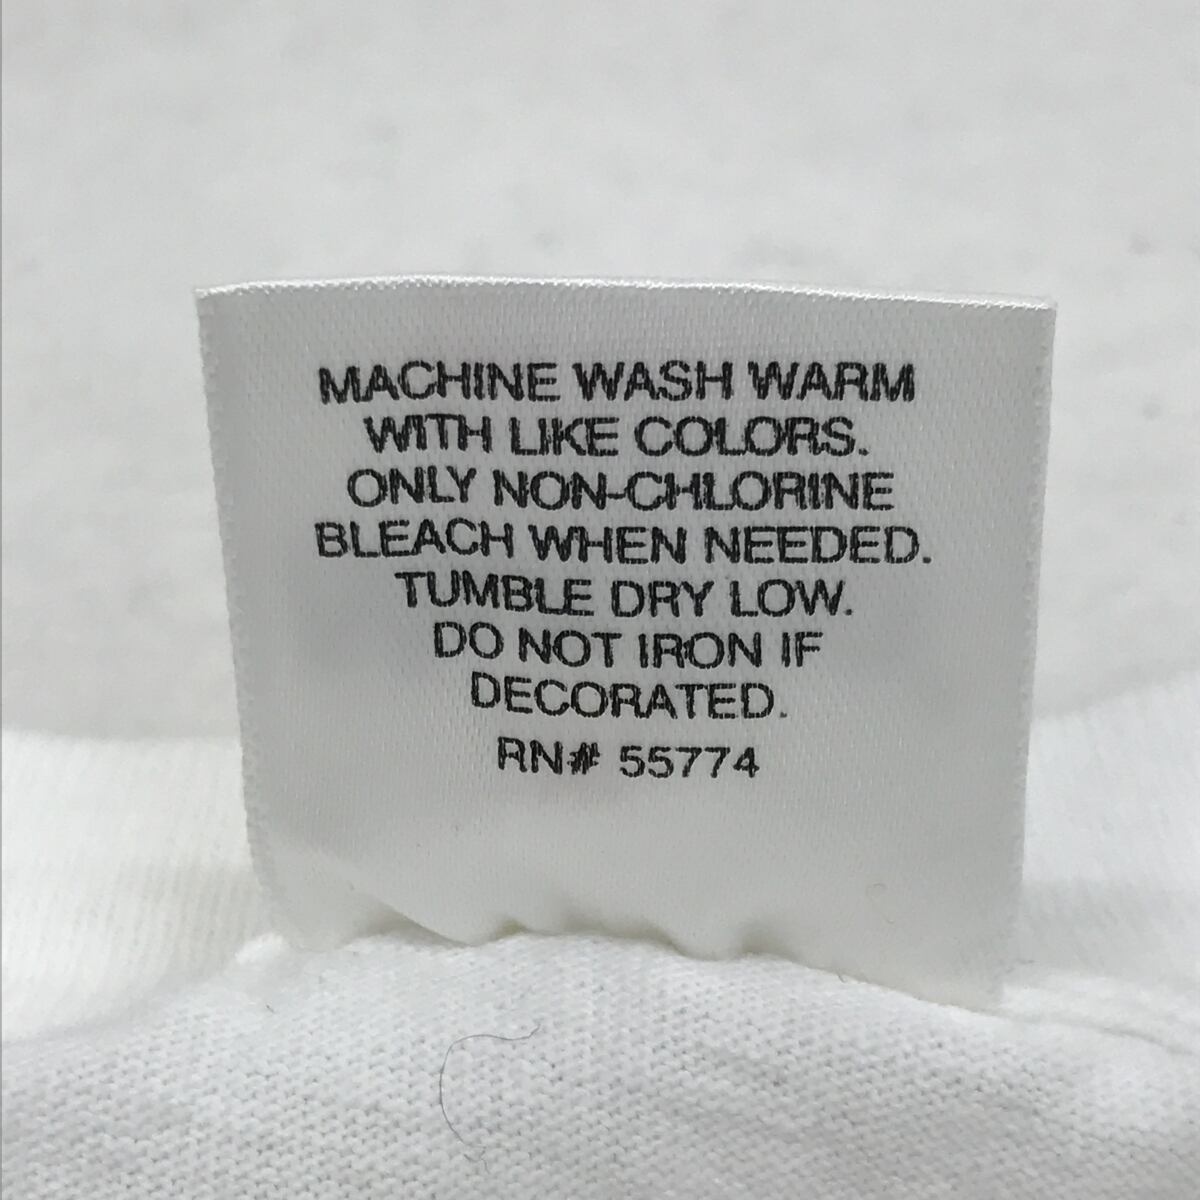 MACHINE WASH WARM
WITH LIKE COLORS.
ONLY NON-CHLORINE
BLEACH WHEN NEEDED.
TUMBLE DRY LOW.
DO NOT IRON IF
DECORATED.
RN# 55774